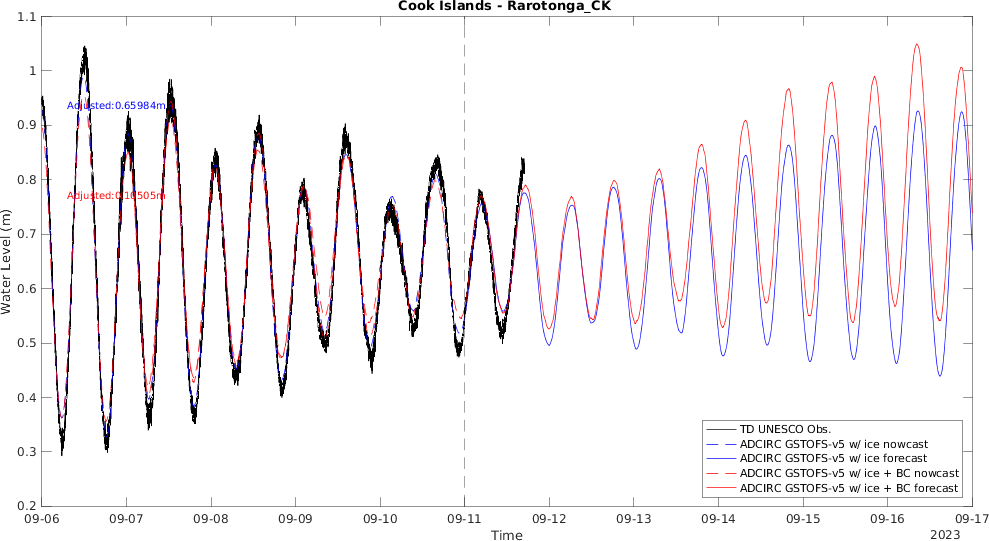 Cook Islands - Rarotonga_CK
1.1
1
0.9
0.8
0.7
0.6
0.5
0.4
0.3
0.2
Water Level (m)
Adjusted:0.65984m
Adjusted:0.10505m
TD UNESCO Obs.
ADCIRC GSTOFS-v5 w/ ice nowcast
ADCIRC GSTOFS-v5 w/ ice forecast
ADCIRC GSTOFS-v5 w/ ice + BC nowcast
ADCIRC GSTOFS-v5 w/ ice + BC forecast
09-06 09-07 09-08 09-09 09-10 09-11 09-12 09-13 09-14 09-15 09-16 09-17
Time
2023